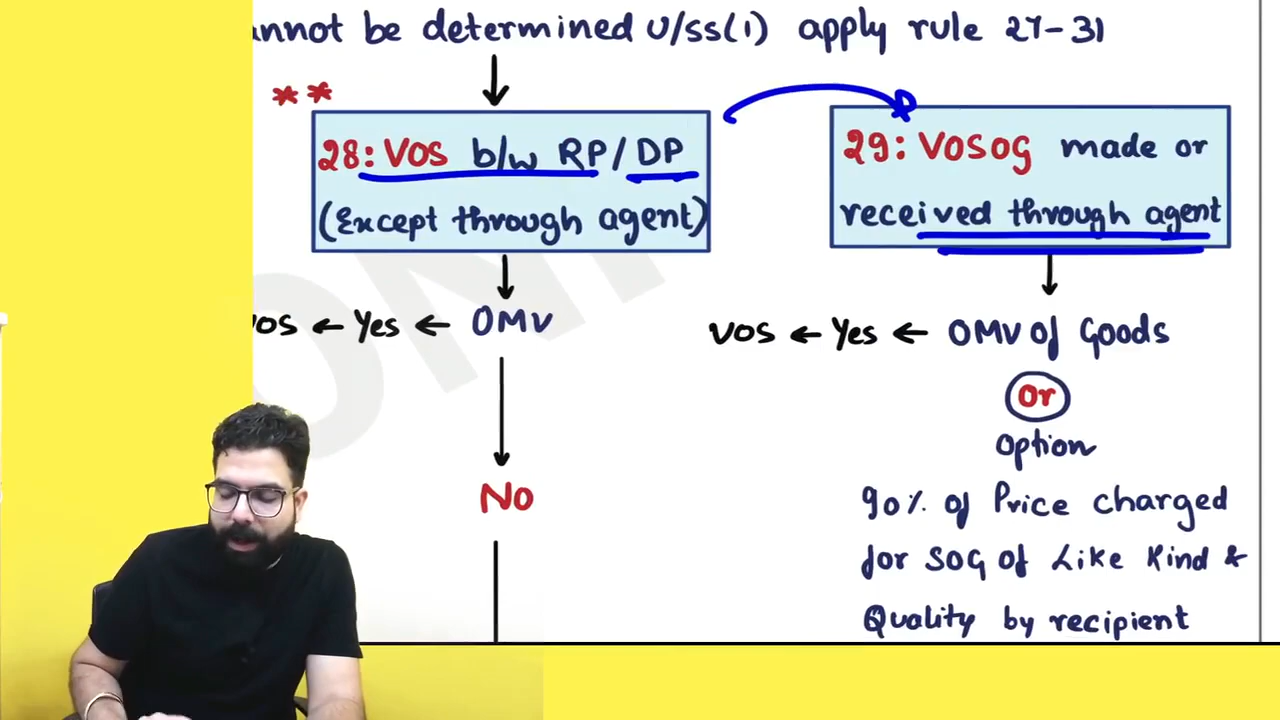 cannot be determined u/ss(1) apply rule 27-31
**
28: VOS b/w RP/DP
(Except through agent)
29: VOSOG made or
received through agent
VOS ← Yes ← OMV
VOS ← Yes ← OMV of Goods
Or
Option
No
90% of Price charged
for SOG of Like Kind &
Quality by recipient